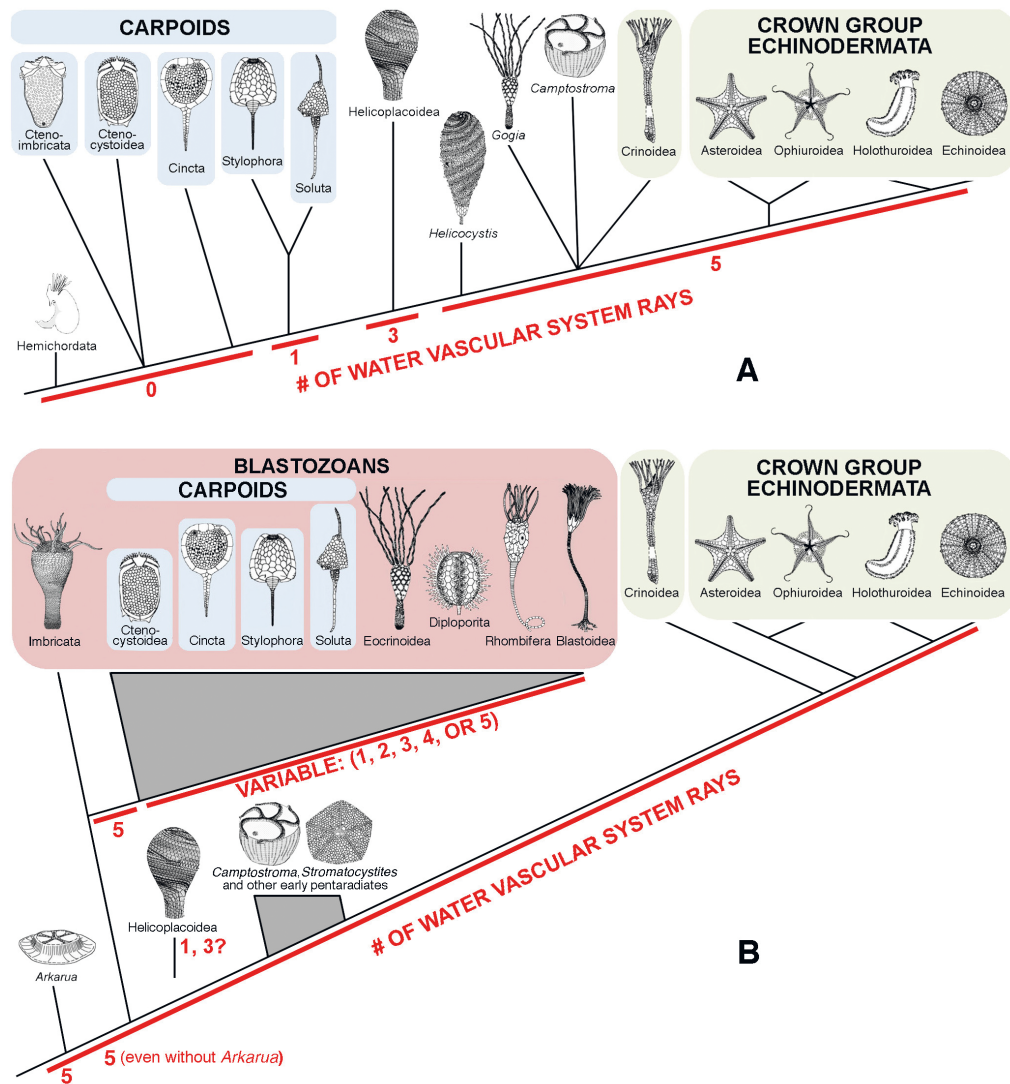 CARPOIDS
CROWN GROUP
ECHINODERMATA
Cteno-
imbricata
Cteno-
cystoidea
Cincta
Stylophora
Soluta
Helicoplacoidea
Helicocystis
Gogia
Camptostroma
Crinoidea
Asteroidea
Ophiuroidea
Holothuroidea
Echinoidea
Hemichordata
0
1
3
5
# OF WATER VASCULAR SYSTEM RAYS
A
BLASTOZOANS
CARPOIDS
CROWN GROUP
ECHINODERMATA
Imbricata
Cteno-
cystoidea
Cincta
Stylophora
Soluta
Eocrinoidea
Diploporita
Rhombifera
Blastoidea
Crinoidea
Asteroidea
Ophiuroidea
Holothuroidea
Echinoidea
VARIABLE: (1, 2, 3, 4, OR 5)
5
Camptostroma, Stromatocystites
and other early pentaradiates
Helicoplacoidea
1, 3?
# OF WATER VASCULAR SYSTEM RAYS
B
Arkarua
5 (even without Arkarua)
5